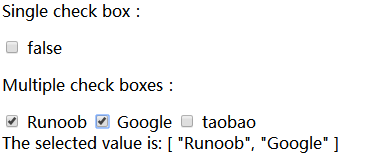 Single check box :
false
Multiple check boxes :
Runoob Google taobao
The selected value is: [ "Runoob", "Google" ]